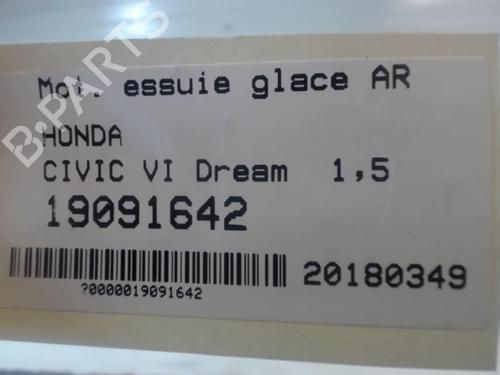 B-PARTS
Mot. essuie glace AR
HONDA
CIVIC VI Dream 1,5
19091642
20180349
?0000019091642